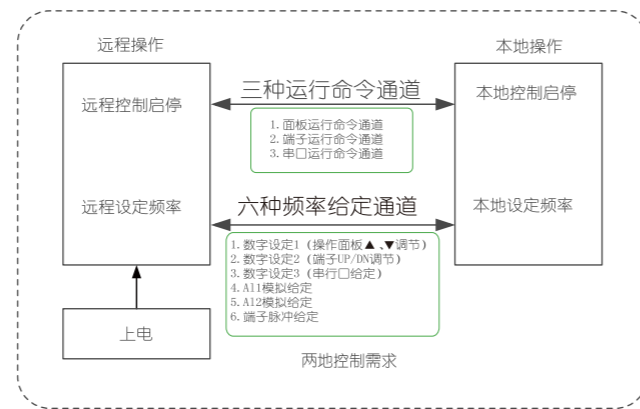 远程操作
本地操作
远程控制启停
三种运行命令通道
本地控制启停
1. 面板运行命令通道
2. 端子运行命令通道
3. 串口运行命令通道
远程设定频率
六种频率给定通道
本地设定频率
1. 数字设定1（操作面板▲、▼调节）
2. 数字设定2（端子UP/DN调节）
3. 数字设定3（串行口给定）
4. AI1模拟给定
5. AI2模拟给定
6. 端子脉冲给定
上电
两地控制需求